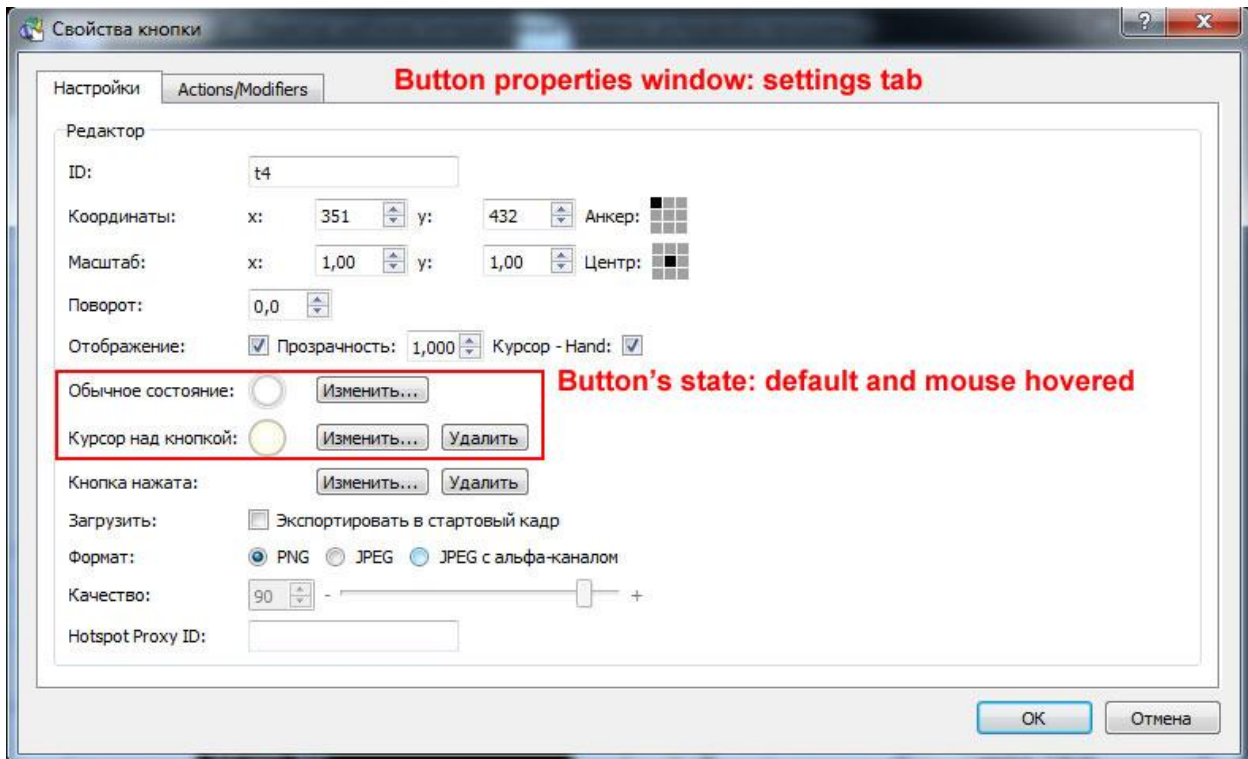 Свойства кнопки
?
X
Настройки Actions/Modifiers Button properties window: settings tab
Редактор
ID: t4
Координаты: x: 351 y: 432 Анкер:
Масштаб: x: 1,00 y: 1,00 Центр:
Поворот: 0,0
Отображение: Прозрачность: 1,000 Курсор - Hand:
Обычное состояние: Изменить... Button's state: default and mouse hovered
Курсор над кнопкой: Изменить... Удалить
Кнопка нажата: Изменить... Удалить
Загрузить: Экспортировать в стартовый кадр
Формат: PNG JPEG JPEG с альфа-каналом
Качество: 90 - +
Hotspot Proxy ID:
OK Отмена